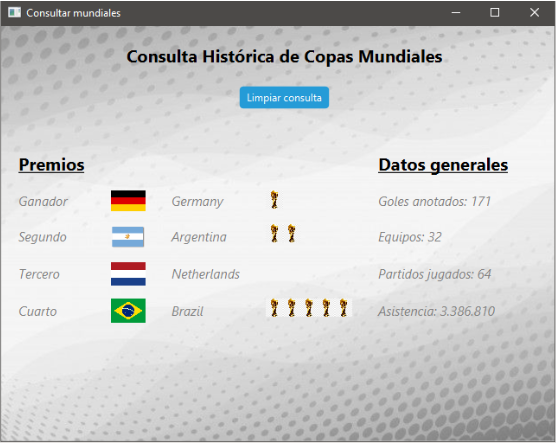 Consultar mundiales
Consulta Histórica de Copas Mundiales
Limpiar consulta
Premios
Datos generales
Ganador Germany Goles anotados: 171
Segundo Argentina Equipos: 32
Tercero Netherlands Partidos jugados: 64
Cuarto Brazil Asistencia: 3.386.810